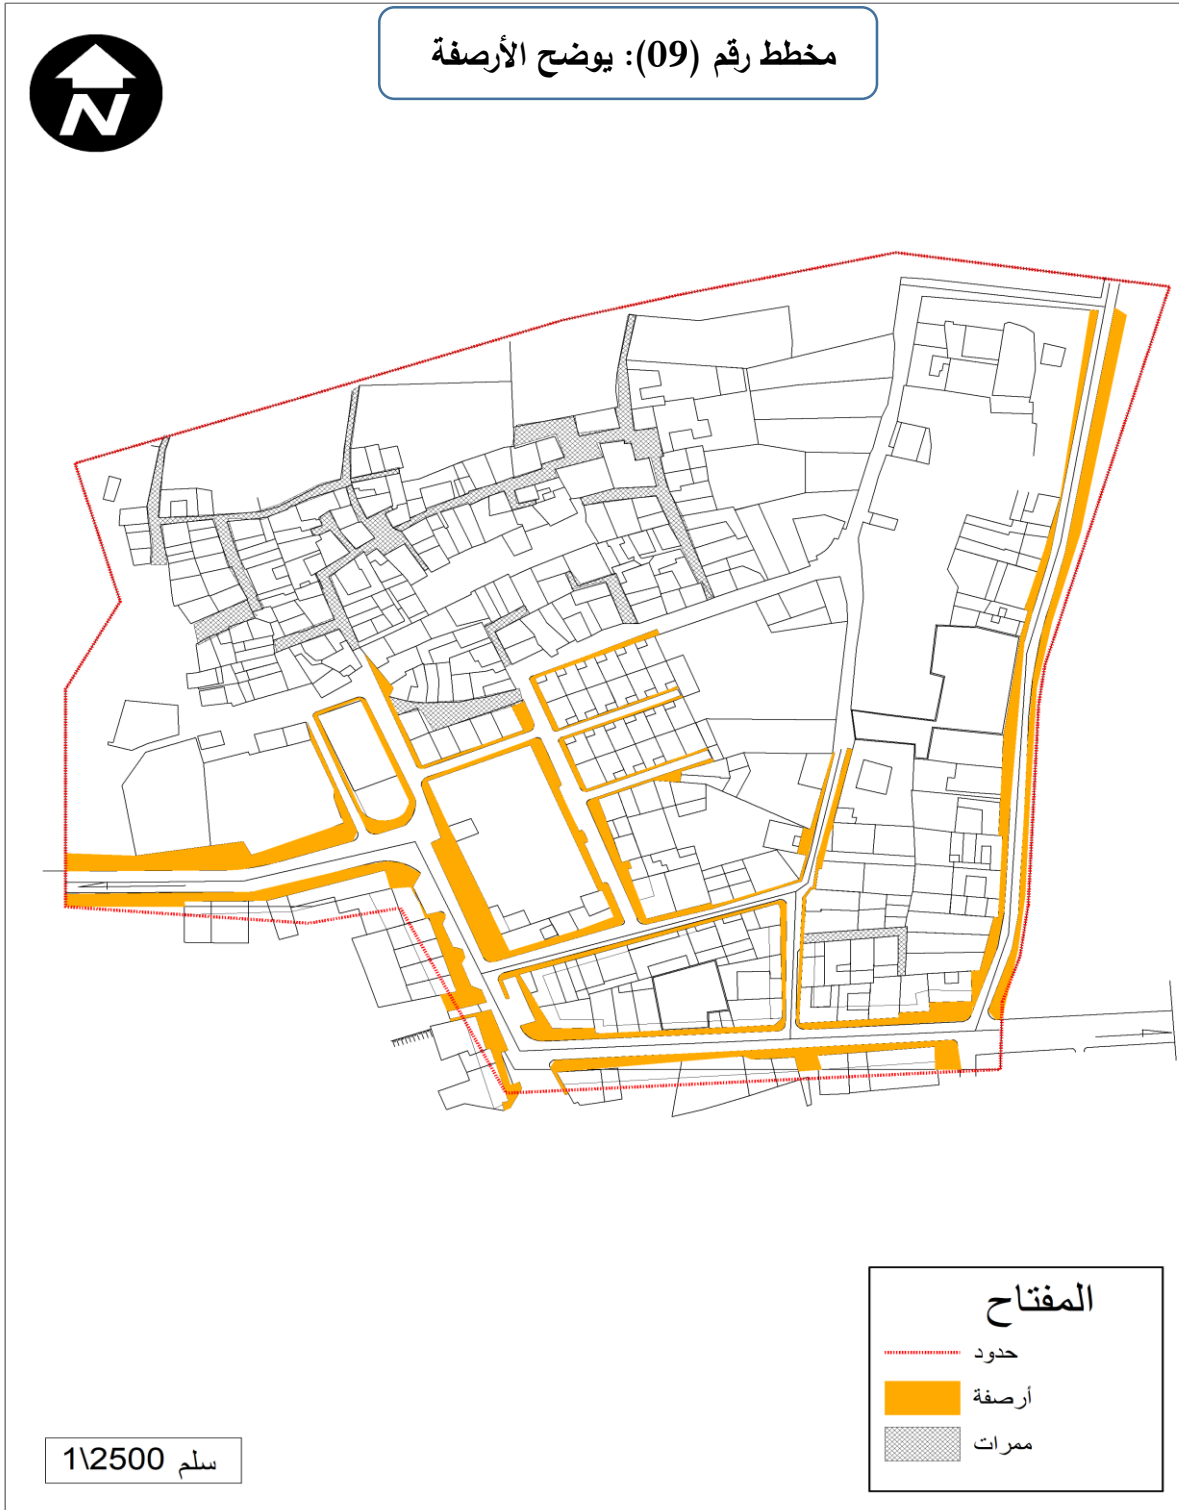 مخطط رقم (09): يوضح الأرصفة
N
المفتاح
حدود
أرصفة
ممرات
سلم 2500\1